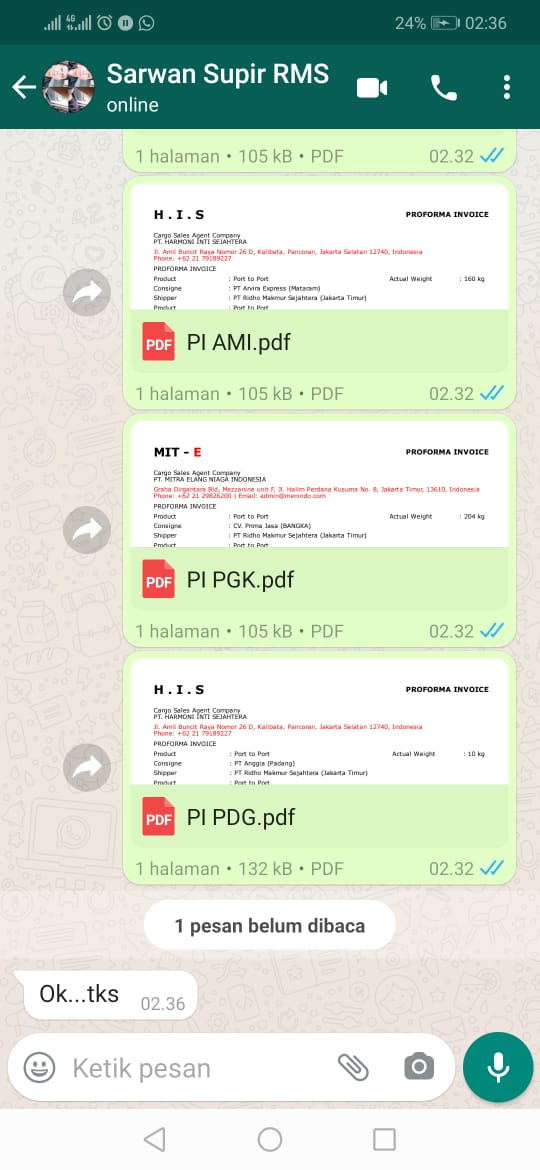 4G
24%
02:36
Sarwan Supir RMS
online
1 halaman • 105 kB • PDF
02.32
H . I . S
PROFORMA INVOICE
Cargo Sales Agent Company
PT. HARMONI INTI SEJAHTERA
Jl. Amil Buncit Raya Nomor 26 D, Kalibata, Pancoran, Jakarta Selatan 12740, Indonesia
Phone: +62 21 79189227
PROFORMA INVOICE
Product : Port to Port Actual Weight : 160 kg
Consigne : PT Anvira Express (Mataram)
Shipper : PT Ridho Makmur Sejahtera (Jakarta Timur)
Product : Port to Port
PDF PI AMI.pdf
1 halaman • 105 kB • PDF
02.32
MIT - E
PROFORMA INVOICE
Cargo Sales Agent Company
PT. MITRA ELANG NIAGA INDONESIA
Graha Dirgantara Bld, Mezzanine unit F, Jl. Halim Perdana Kusuma No. 8, Jakarta Timur, 13610, Indonesia
Phone: +62 21 29826200 | Email: admin@menindo.com
PROFORMA INVOICE
Product : Port to Port Actual Weight : 204 kg
Consigne : CV. Prima Jasa (BANGKA)
Shipper : PT Ridho Makmur Sejahtera (Jakarta Timur)
Product : Port to Port
PDF PI PGK.pdf
1 halaman • 105 kB • PDF
02.32
H . I . S
PROFORMA INVOICE
Cargo Sales Agent Company
PT. HARMONI INTI SEJAHTERA
Jl. Amil Buncit Raya Nomor 26 D, Kalibata, Pancoran, Jakarta Selatan 12740, Indonesia
Phone: +62 21 79189227
PROFORMA INVOICE
Product : Port to Port Actual Weight : 10 kg
Consigne : PT Anggia (Padang)
Shipper : PT Ridho Makmur Sejahtera (Jakarta Timur)
Product : Port to Port
PDF PI PDG.pdf
1 halaman • 132 kB • PDF
02.32
1 pesan belum dibaca
Ok...tks
02.36
Ketik pesan